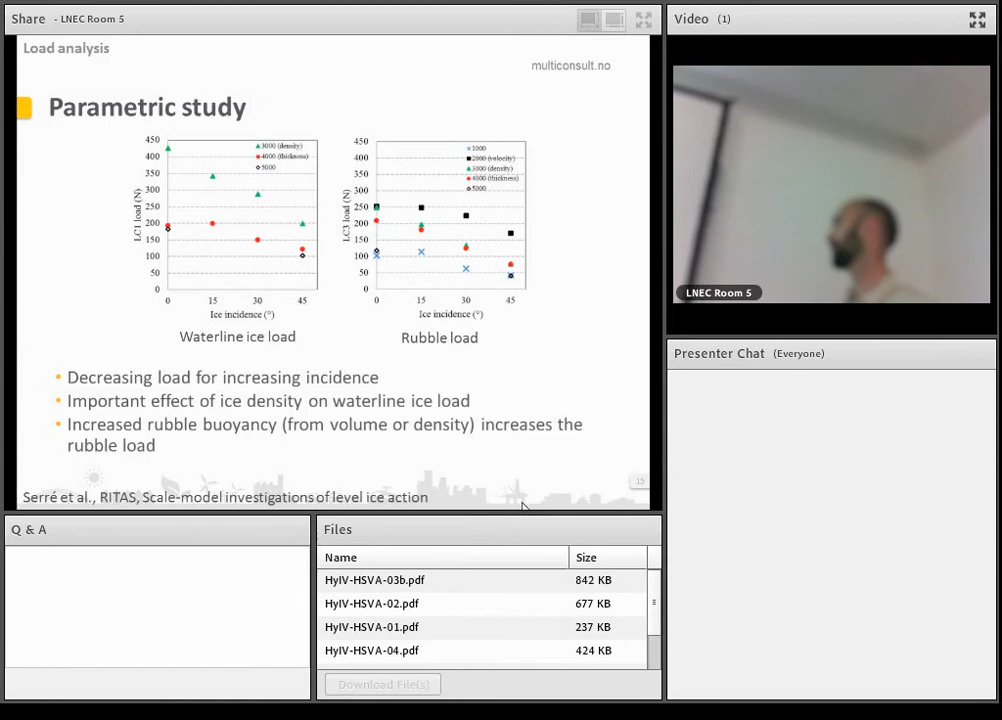 Share - LNEC Room 5
Load analysis
multiconsult.no
Parametric study
450
400
350
300
250
200
150
100
50
0
LC1 load (N)
3000 (density)
4000 (thickness)
5000
0 15 30 45
Ice incidence (°)
Waterline ice load
450
400
350
300
250
200
150
100
50
0
LC3 load (N)
1000
2000 (velocity)
3000 (density)
4000 (thickness)
5000
0 15 30 45
Ice incidence (°)
Rubble load
• Decreasing load for increasing incidence
• Important effect of ice density on waterline ice load
• Increased rubble buoyancy (from volume or density) increases the
rubble load
15
Serré et al., RITAS, Scale-model investigations of level ice action
Video (1)
LNEC Room 5
Presenter Chat (Everyone)
Q & A
Files
Name Size
HyIV-HSVA-03b.pdf 842 KB
HyIV-HSVA-02.pdf 677 KB
HyIV-HSVA-01.pdf 237 KB
HyIV-HSVA-04.pdf 424 KB
Download File(s)